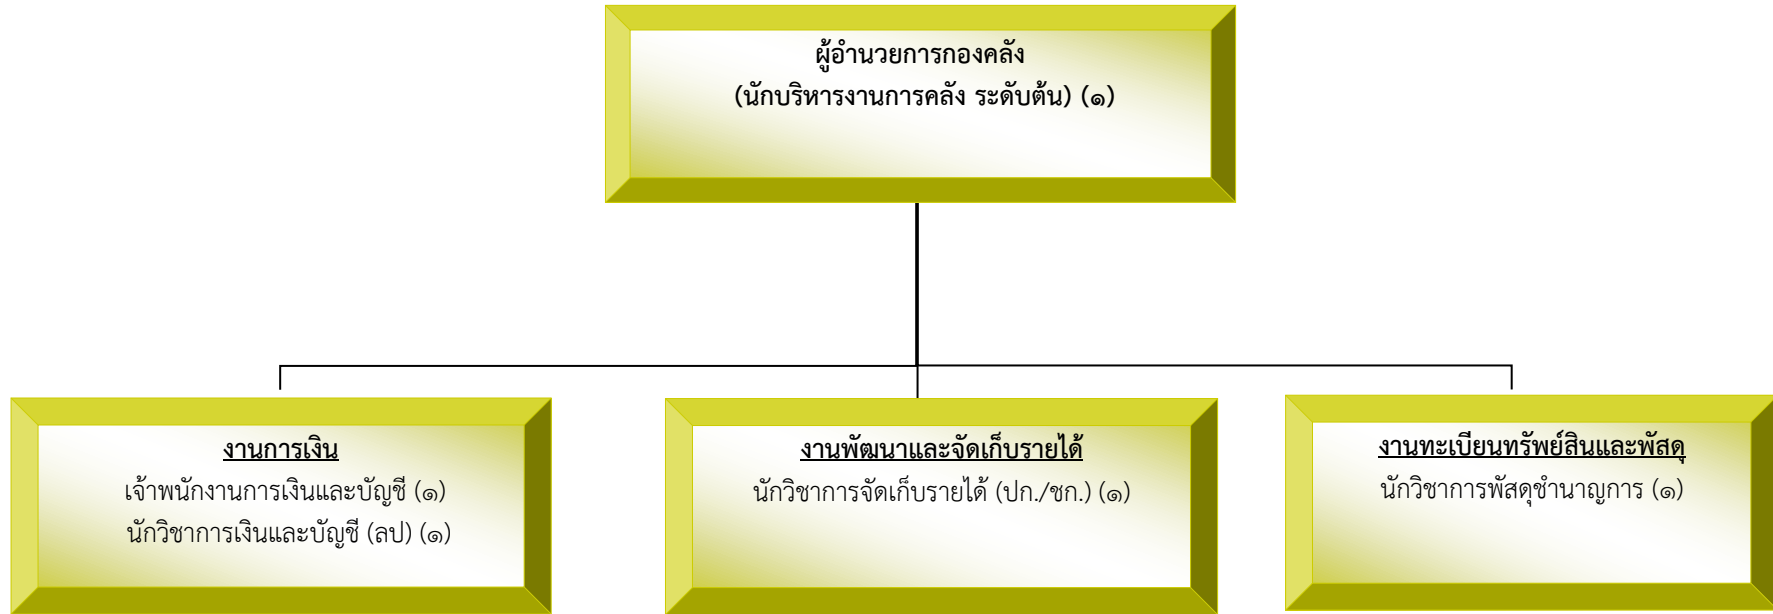 ผู้อำนวยการกองคลัง
(นักบริหารงานการคลัง ระดับต้น) (๑)
งานการเงิน
เจ้าพนักงานการเงินและบัญชี (๑)
นักวิชาการเงินและบัญชี (ลป) (๑)
งานพัฒนาและจัดเก็บรายได้
นักวิชาการจัดเก็บรายได้ (ปก./ชก.) (๑)
งานทะเบียนทรัพย์สินและพัสดุ
นักวิชาการพัสดุชำนาญการ (๑)